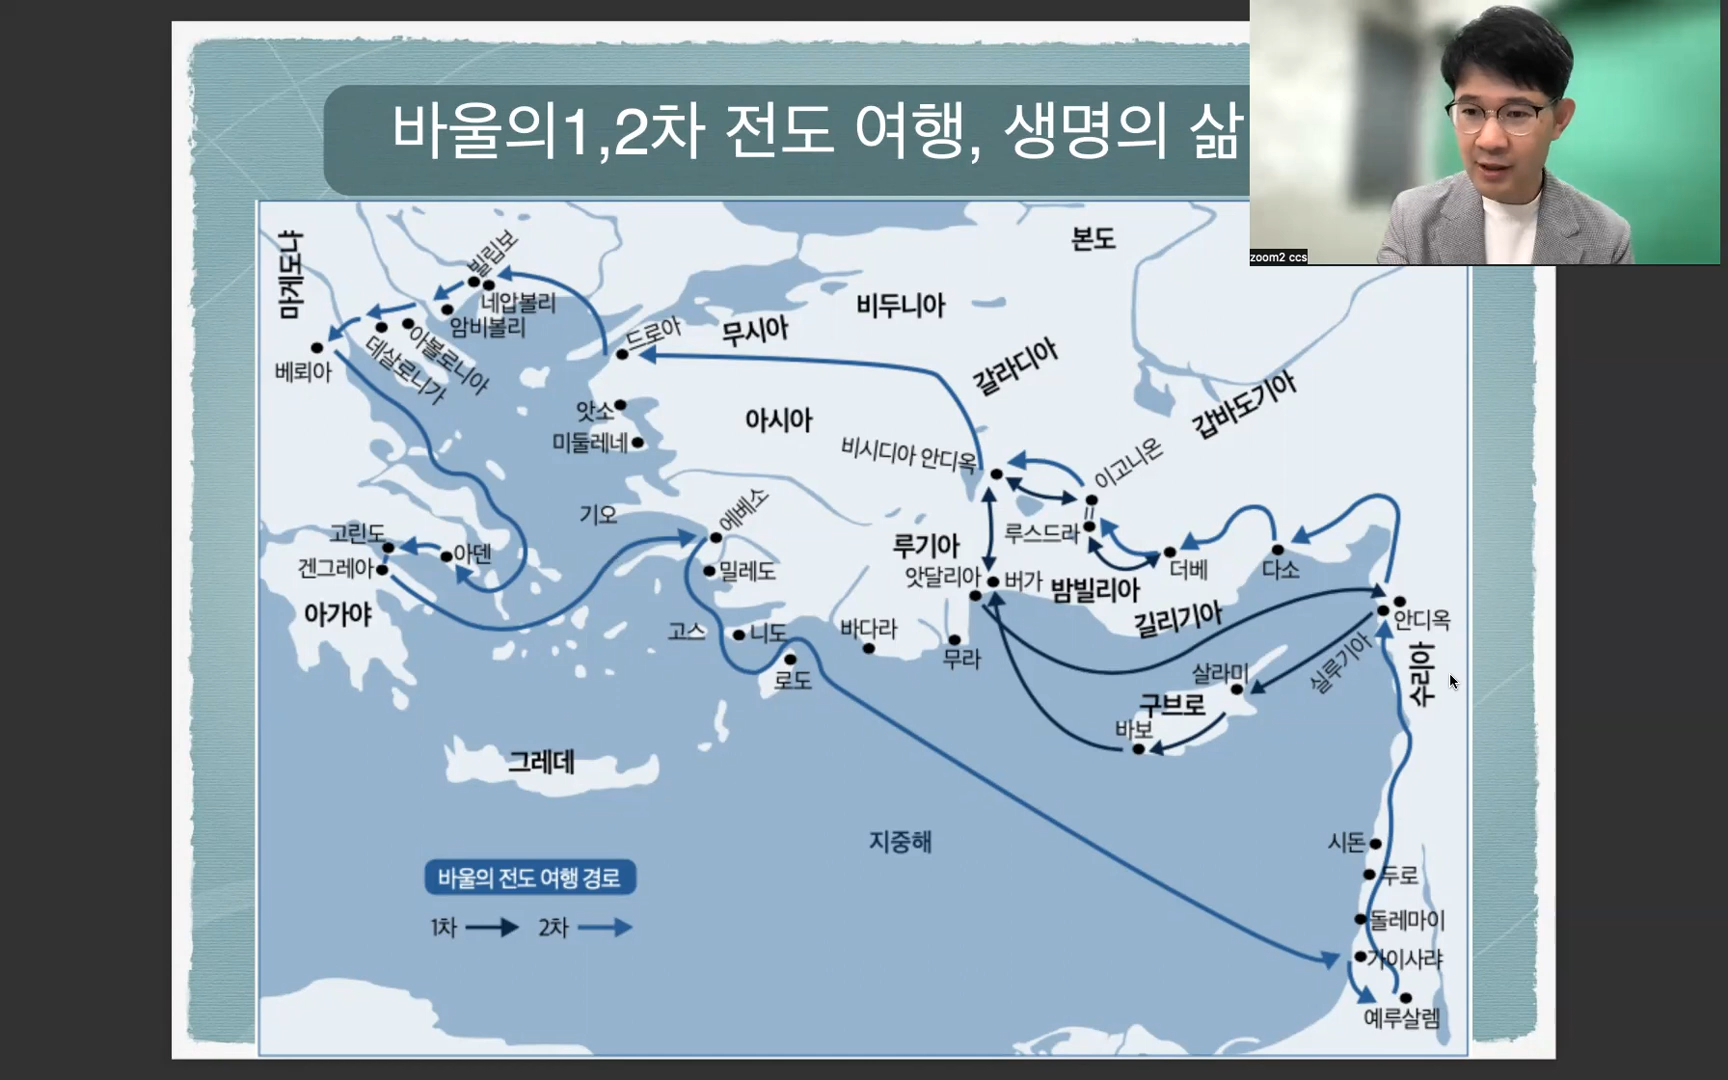 바울의1,2차 전도 여행, 생명의 삶
zoom2 ccs
마게도냐
빌립보
네압볼리
암비볼리
아볼로니아
데살로니가
베뢰아
드로아
무시아
비두니아
본도
갈라디아
갑바도기아
앗소
미둘레네
아시아
비시디아 안디옥
이고니온
루스드라
기오
에베소
밀레도
고린도
아덴
겐그레아
아가야
루기아
앗달리아
버가
밤빌리아
더베
다소
길리기아
안디옥
실루기아
수리아
고스
니도
로도
바다라
무라
살라미
구브로
바보
그레데
지중해
시돈
두로
돌레마이
가이사랴
예루살렘
바울의 전도 여행 경로
1차 2차